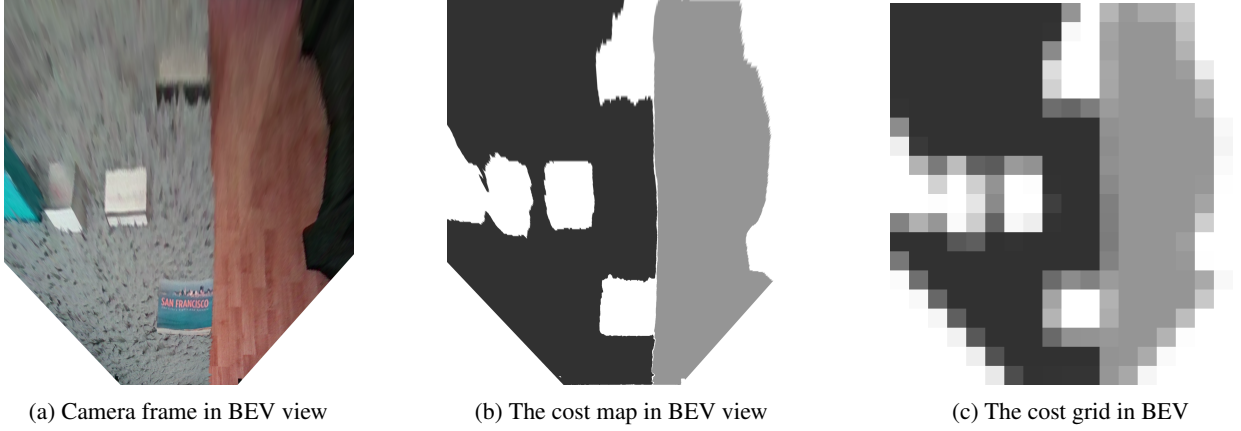 SAN FRANCISCO
(a) Camera frame in BEV view
(b) The cost map in BEV view
(c) The cost grid in BEV